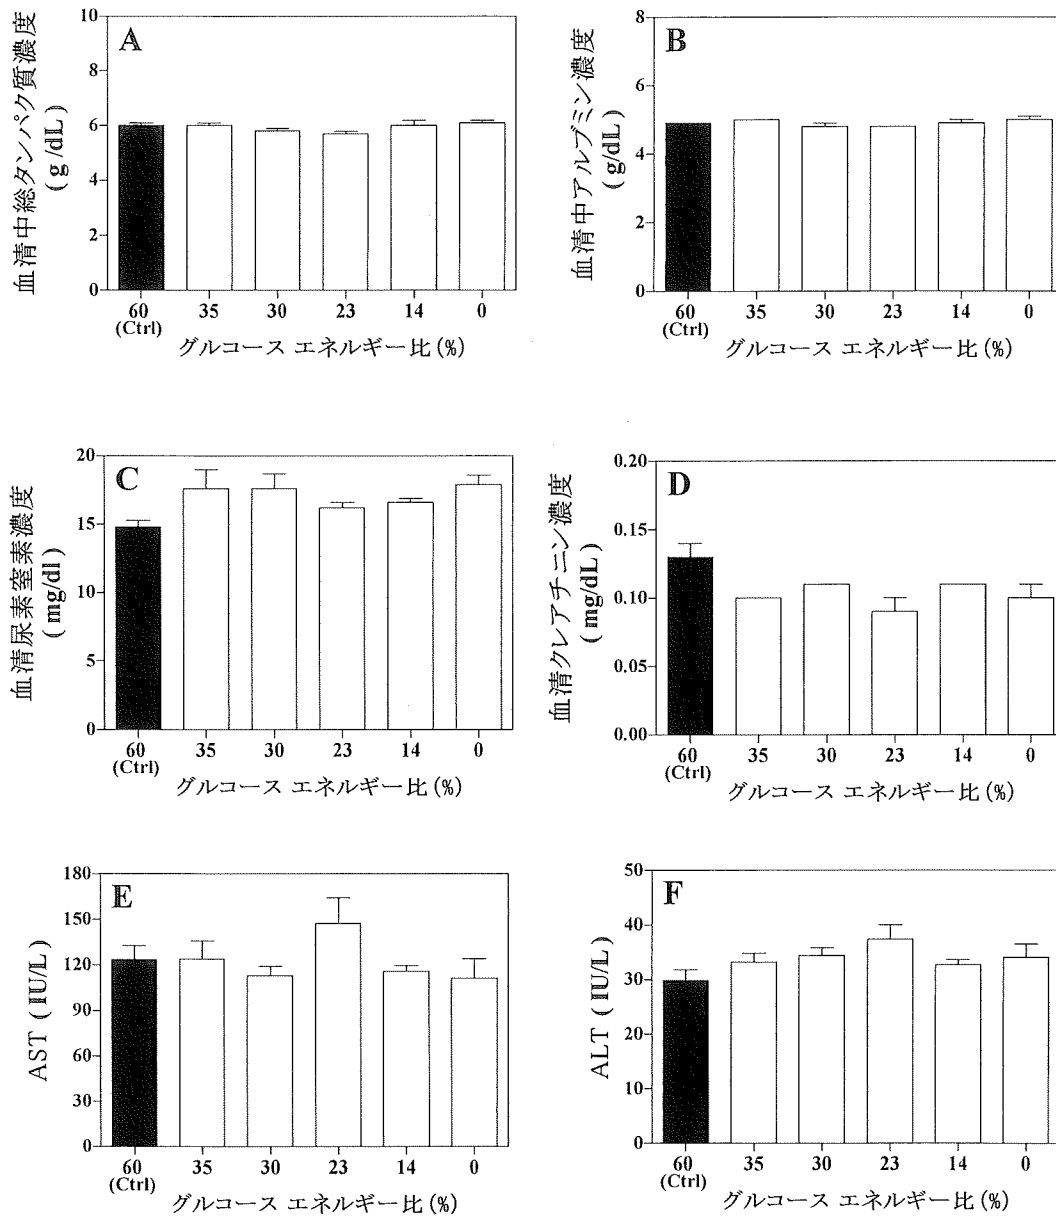 A
血清中総タンパク質濃度
( g /dL )
10
8
6
4
2
0
60
(Ctrl)
35
30
23
14
0
グルコース エネルギー比 (%)
B
血清中アルブミン濃度
( g/dL )
8
6
4
2
0
60
(Ctrl)
35
30
23
14
0
グルコース エネルギー比 (%)
C
血清尿素窒素濃度
( mg/dl )
20
15
10
5
0
60
(Ctrl)
35
30
23
14
0
グルコース エネルギー比 (%)
D
血清クレアチニン濃度
( mg/dL )
0.20
0.15
0.10
0.05
0.00
60
(Ctrl)
35
30
23
14
0
グルコース エネルギー比 (%)
E
AST ( IU/L )
180
150
120
90
60
30
0
60
(Ctrl)
35
30
23
14
0
グルコース エネルギー比 (%)
F
ALT ( IU/L )
50
40
30
20
10
0
60
(Ctrl)
35
30
23
14
0
グルコース エネルギー比 (%)